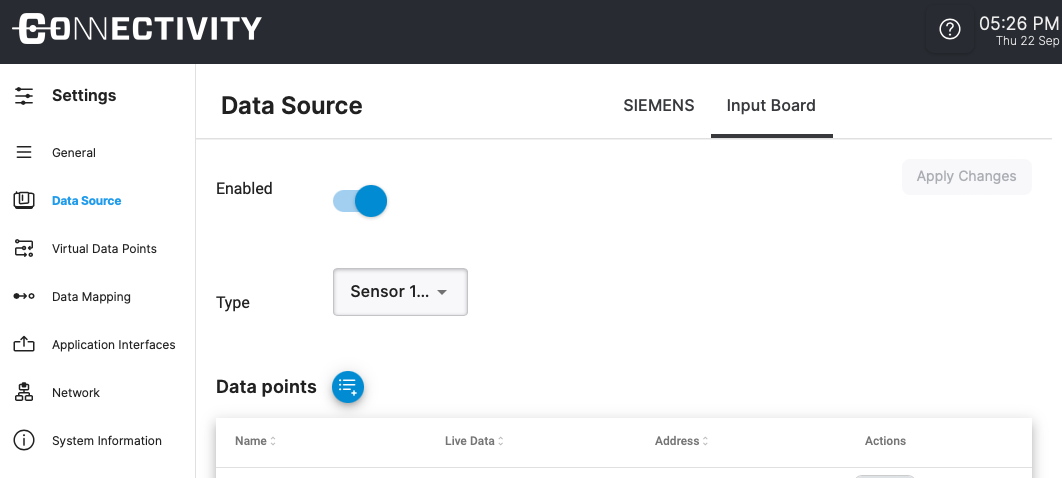 CONNECTIVITY
05:26 PM
Thu 22 Sep
Settings
General
Data Source
Virtual Data Points
Data Mapping
Application Interfaces
Network
System Information
Data Source
SIEMENS
Input Board
Enabled
Apply Changes
Type
Sensor 1...
Data points
Name
Live Data
Address
Actions